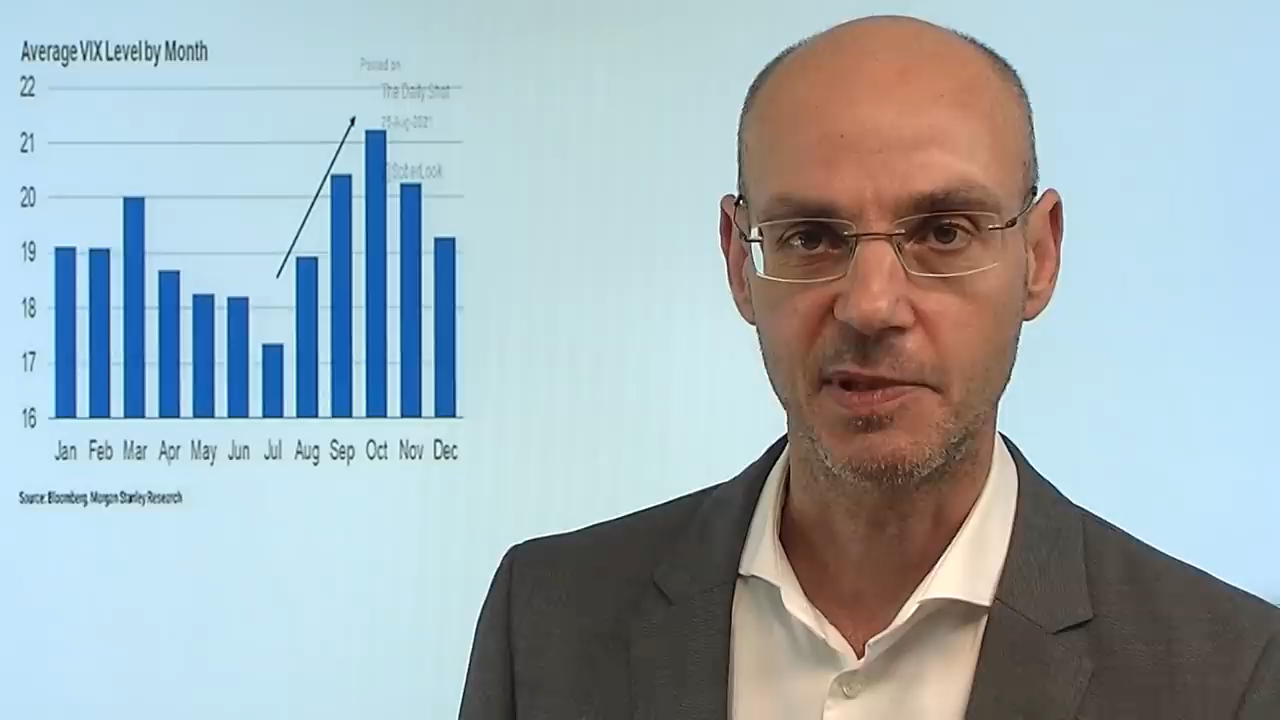 Average VIX Level by Month
Posted on
The Daily Shot
25-Aug-2021
@SoberLook
22
21
20
19
18
17
16
Jan Feb Mar Apr May Jun Jul Aug Sep Oct Nov Dec
Source: Bloomberg, Morgan Stanley Research